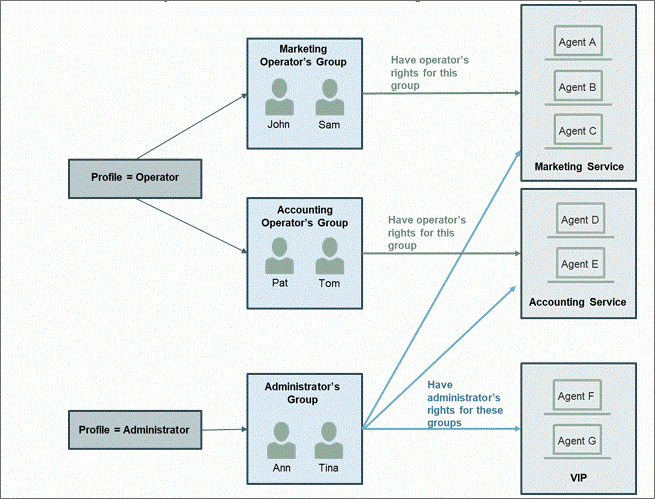 Marketing
Operator's Group
John
Sam
Have operator's
rights for this
group
Agent A
Agent B
Agent C
Marketing Service
Profile = Operator
Accounting
Operator's Group
Pat
Tom
Have operator's
rights for this
group
Agent D
Agent E
Accounting Service
Profile = Administrator
Administrator's
Group
Ann
Tina
Have
administrator's
rights for these
groups
Agent F
Agent G
VIP